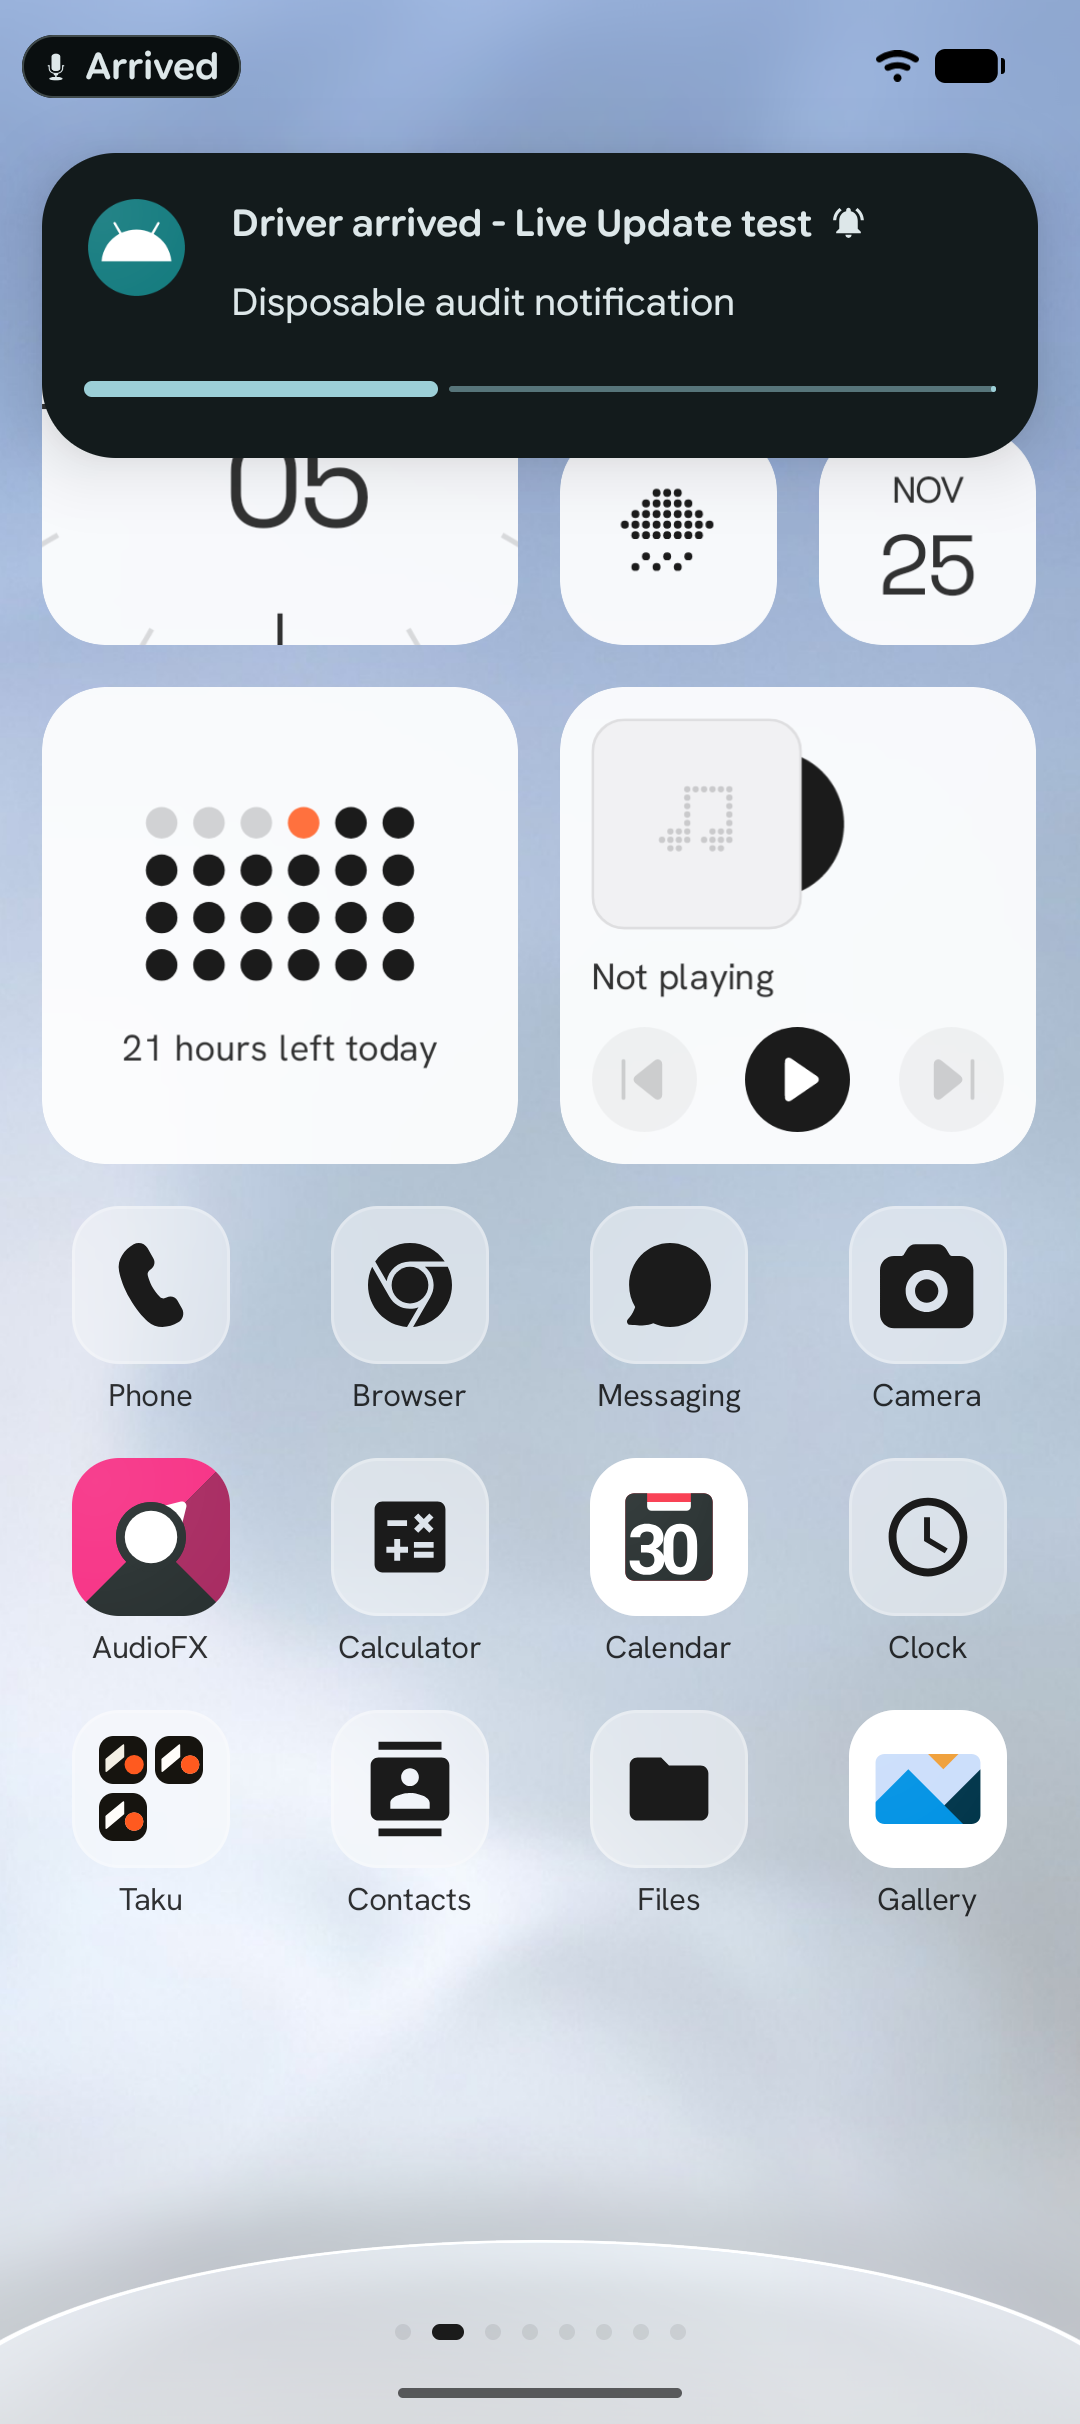 Arrived
Driver arrived - Live Update test
Disposable audit notification
05
NOV
25
21 hours left today
Not playing
Phone
Browser
Messaging
Camera
30
AudioFX
Calculator
Calendar
Clock
Taku
Contacts
Files
Gallery